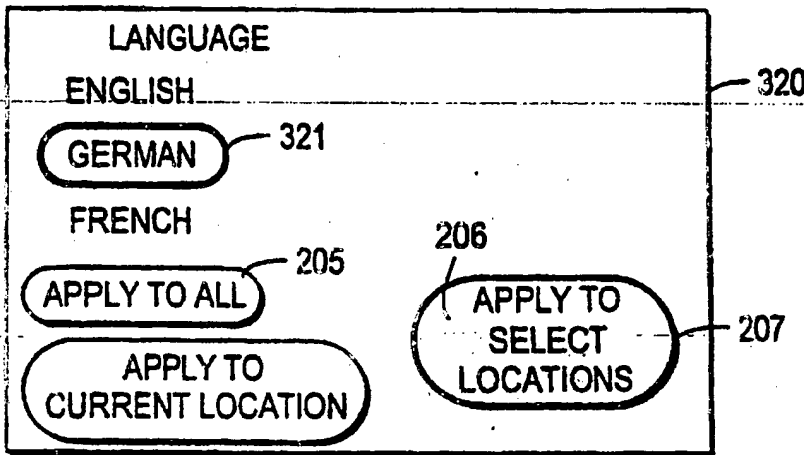 LANGUAGE
ENGLISH
320
GERMAN
321
FRENCH
205
206
APPLY TO ALL
APPLY TO
SELECT
LOCATIONS
207
APPLY TO
CURRENT LOCATION